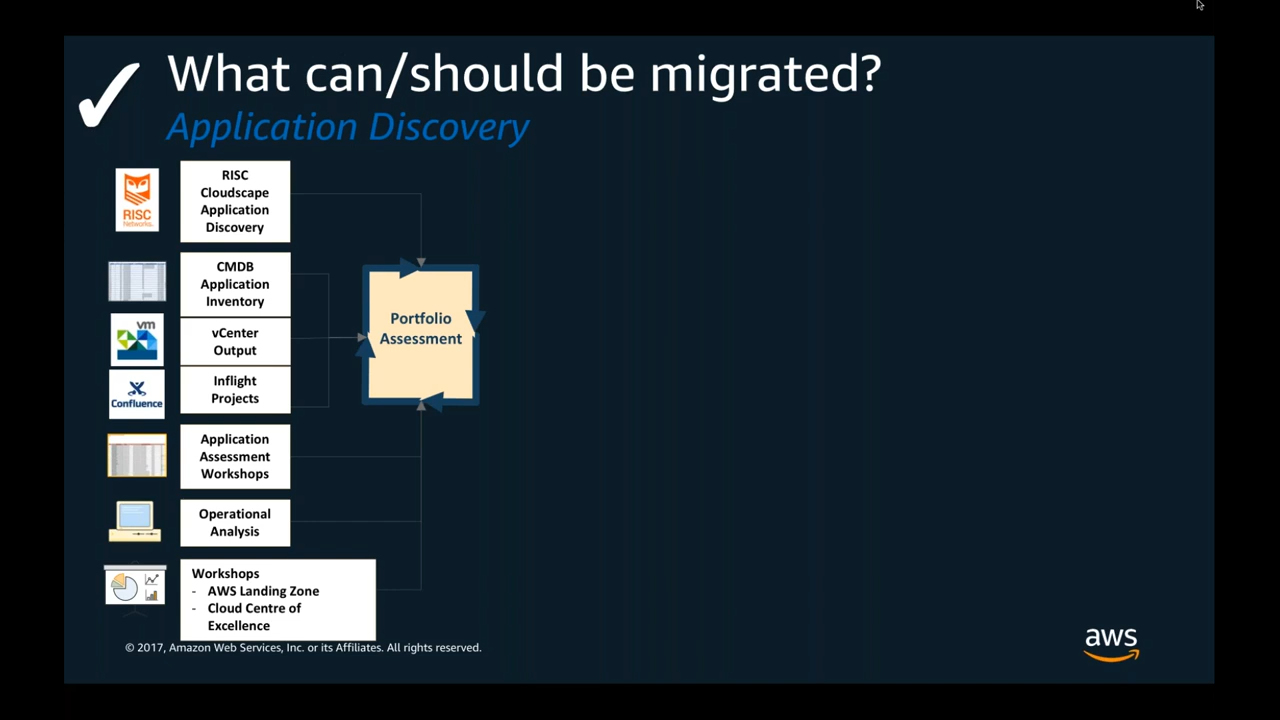 What can/should be migrated?
Application Discovery
RISC
Networks
RISC
Cloudscape
Application
Discovery
CMDB
Application
Inventory
vm
vCenter
Output
Confluence
Inflight
Projects
Portfolio
Assessment
Application
Assessment
Workshops
Operational
Analysis
Workshops
- AWS Landing Zone
- Cloud Centre of
Excellence
© 2017, Amazon Web Services, Inc. or its Affiliates. All rights reserved.
aws